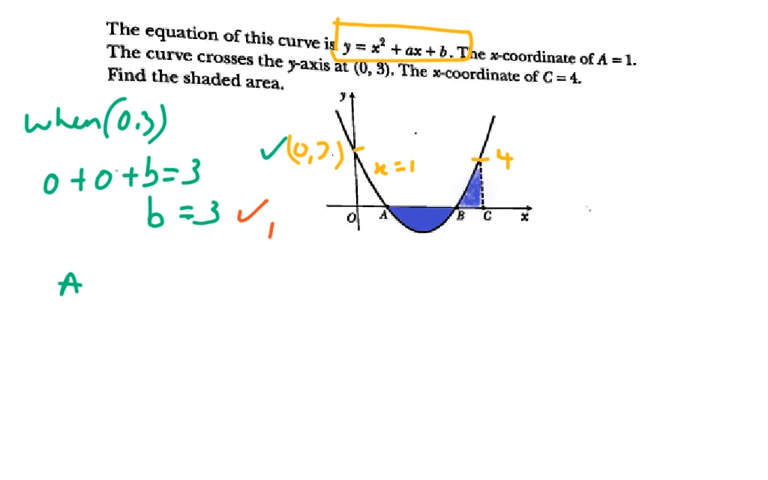 The equation of this curve is y = x² + ax + b. The x-coordinate of A = 1.
The curve crosses the y-axis at (0, 3). The x-coordinate of C = 4.
Find the shaded area.
when(0,3)
0 + 0 + b = 3
b = 3 ✓ 1
A
y
✓(0,3)
x = 1
4
O A B C x